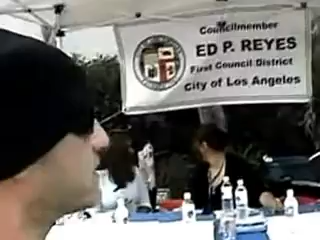 Councilmember
ED P. REYES
First Council District
City of Los Angeles